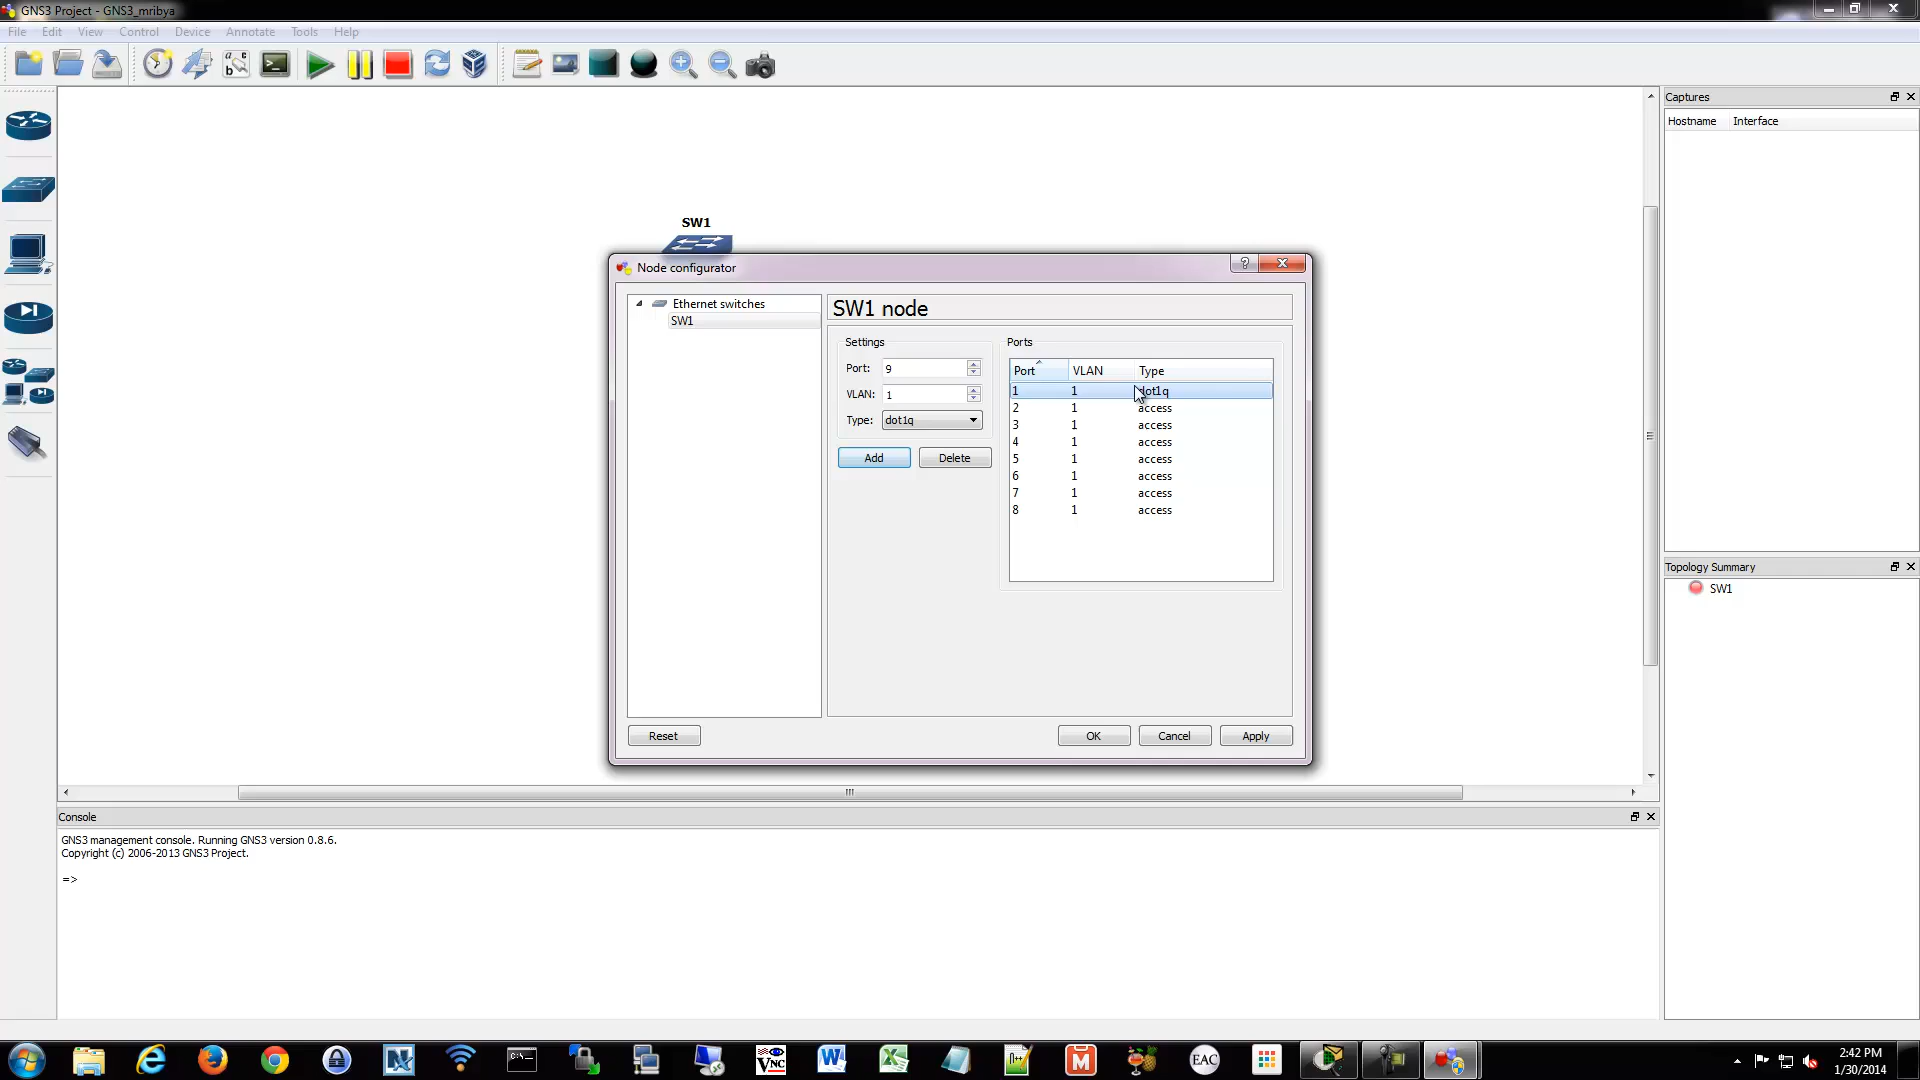 GNS3 Project - GNS3_mribya
File Edit View Control Device Annotate Tools Help
Captures
Hostname Interface
SW1
Node configurator
Ethernet switches
SW1
SW1 node
Settings
Port: 9
VLAN: 1
Type: dot1q
Add Delete
Ports
Port VLAN Type
1 1 dot1q
2 1 access
3 1 access
4 1 access
5 1 access
6 1 access
7 1 access
8 1 access
Reset OK Cancel Apply
Topology Summary
SW1
Console
GNS3 management console. Running GNS3 version 0.8.6.
Copyright (c) 2006-2013 GNS3 Project.
=>
VNC
EAC
2:42 PM
1/30/2014